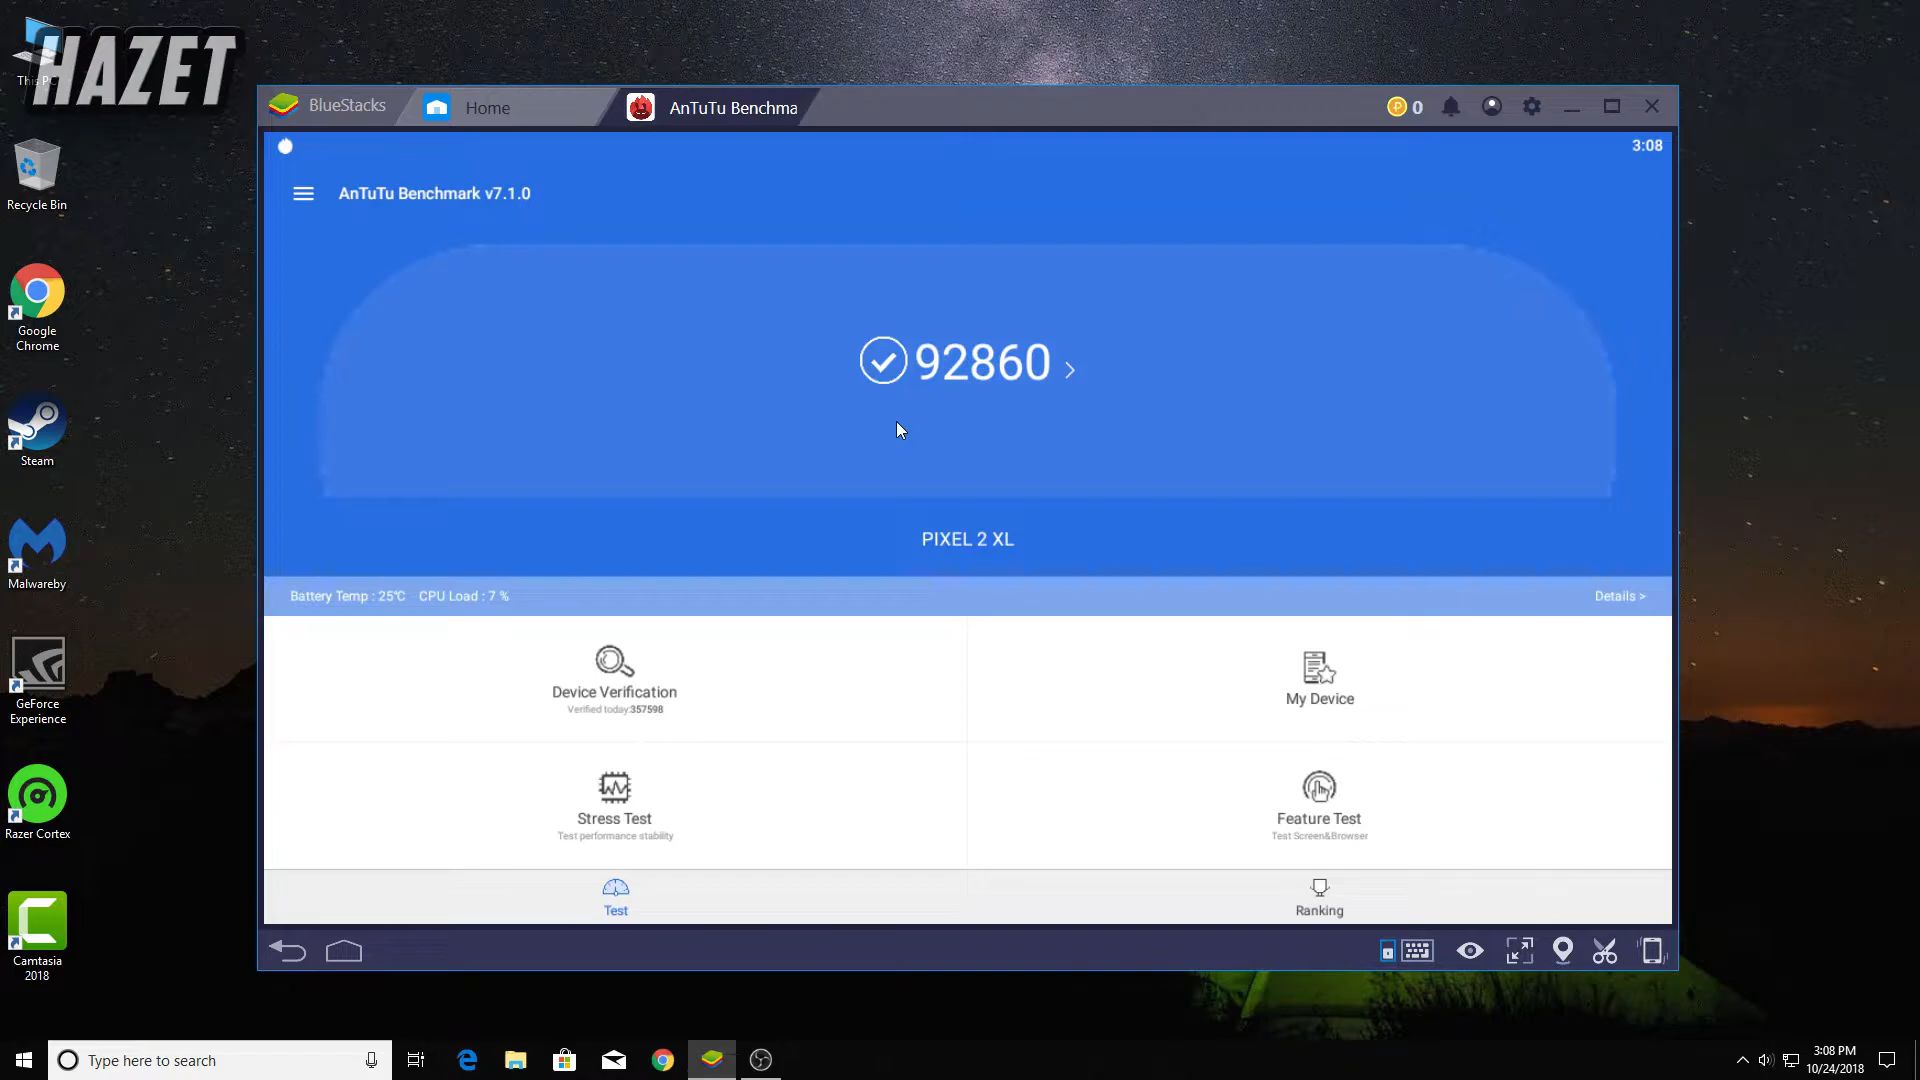 HAZET
This PC
Recycle Bin
Google
Chrome
Steam
Malwareby
GeForce
Experience
Razer Cortex
Camtasia
2018
BlueStacks
Home
AnTuTu Benchma
0
3:08
AnTuTu Benchmark v7.1.0
92860
PIXEL 2 XL
Battery Temp : 25℃ CPU Load : 7 %
Details >
Device Verification
Verified today:357598
My Device
Stress Test
Test performance stability
Feature Test
Test Screen&Browser
Test
Ranking
Type here to search
3:08 PM
10/24/2018